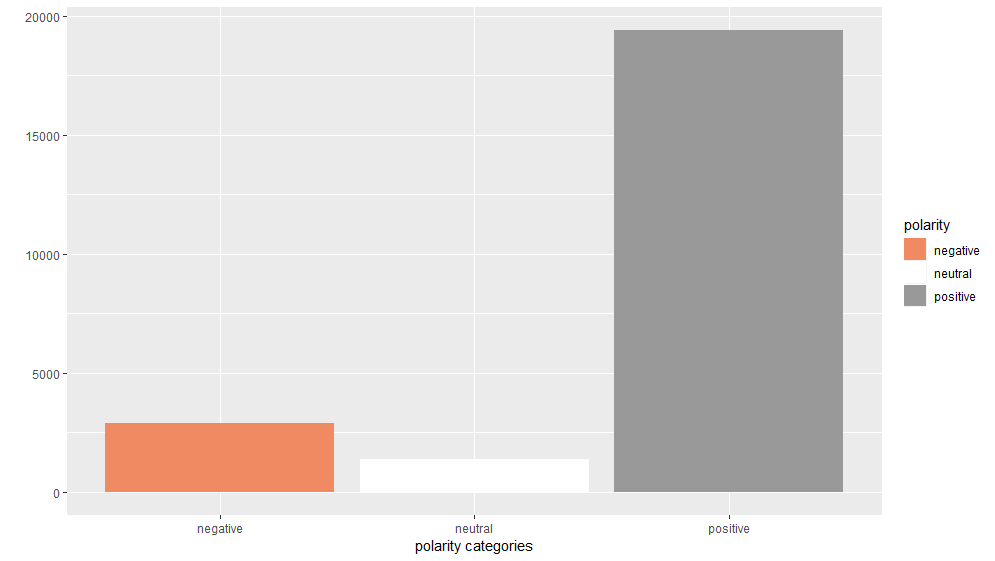 20000
15000
10000
5000
0
negative
neutral
positive
polarity categories
polarity
negative
neutral
positive